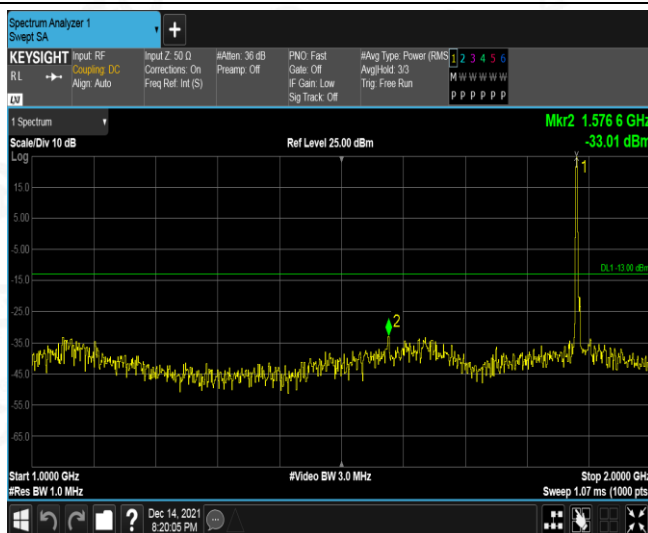 Spectrum Analyzer 1
Swept SA
KEYSIGHT
RL
LXI
Input: RF
Coupling: DC
Align: Auto
Input Z: 50 Ω
Corrections: On
Freq Ref: Int (S)
#Atten: 36 dB
Preamp: Off
PNO: Fast
Gate: Off
IF Gain: Low
Sig Track: Off
#Avg Type: Power (RMS
Avg|Hold: 3/3
Trig: Free Run
1 2 3 4 5 6
M W W W W W
P P P P P P
1 Spectrum
Mkr2 1.576 6 GHz
Scale/Div 10 dB
Ref Level 25.00 dBm
-33.01 dBm
Log
1
15.0
5.00
-5.00
DL1 -13.00 dBm
-15.0
-25.0
2
-35.0
-45.0
-55.0
-65.0
Start 1.0000 GHz
#Video BW 3.0 MHz
Stop 2.0000 GHz
#Res BW 1.0 MHz
Sweep 1.07 ms (1000 pts
?
Dec 14, 2021
8:20:05 PM